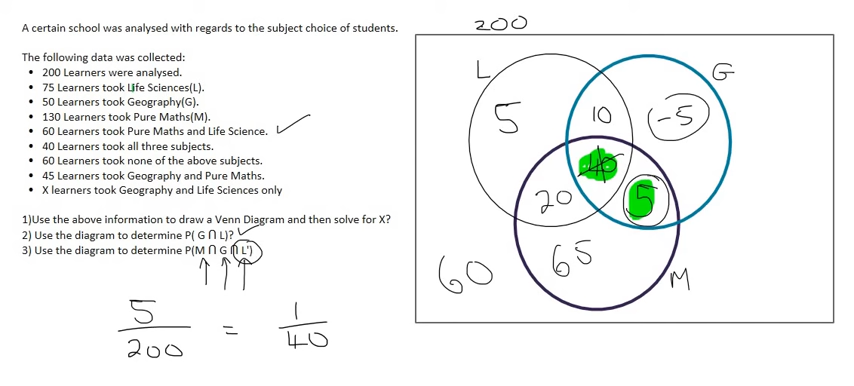 A certain school was analysed with regards to the subject choice of students.
The following data was collected:
• 200 Learners were analysed.
• 75 Learners took Life Sciences(L).
• 50 Learners took Geography(G).
• 130 Learners took Pure Maths(M).
• 60 Learners took Pure Maths and Life Science.
• 40 Learners took all three subjects.
• 60 Learners took none of the above subjects.
• 45 Learners took Geography and Pure Maths.
• X learners took Geography and Life Sciences only
1)Use the above information to draw a Venn Diagram and then solve for X?
2) Use the diagram to determine P( G ⋂ L)?
3) Use the diagram to determine P(M ⋂ G ⋂ L')
5/200 = 1/40
200
L
G
5
10
-5
40
20
5
65
60
M